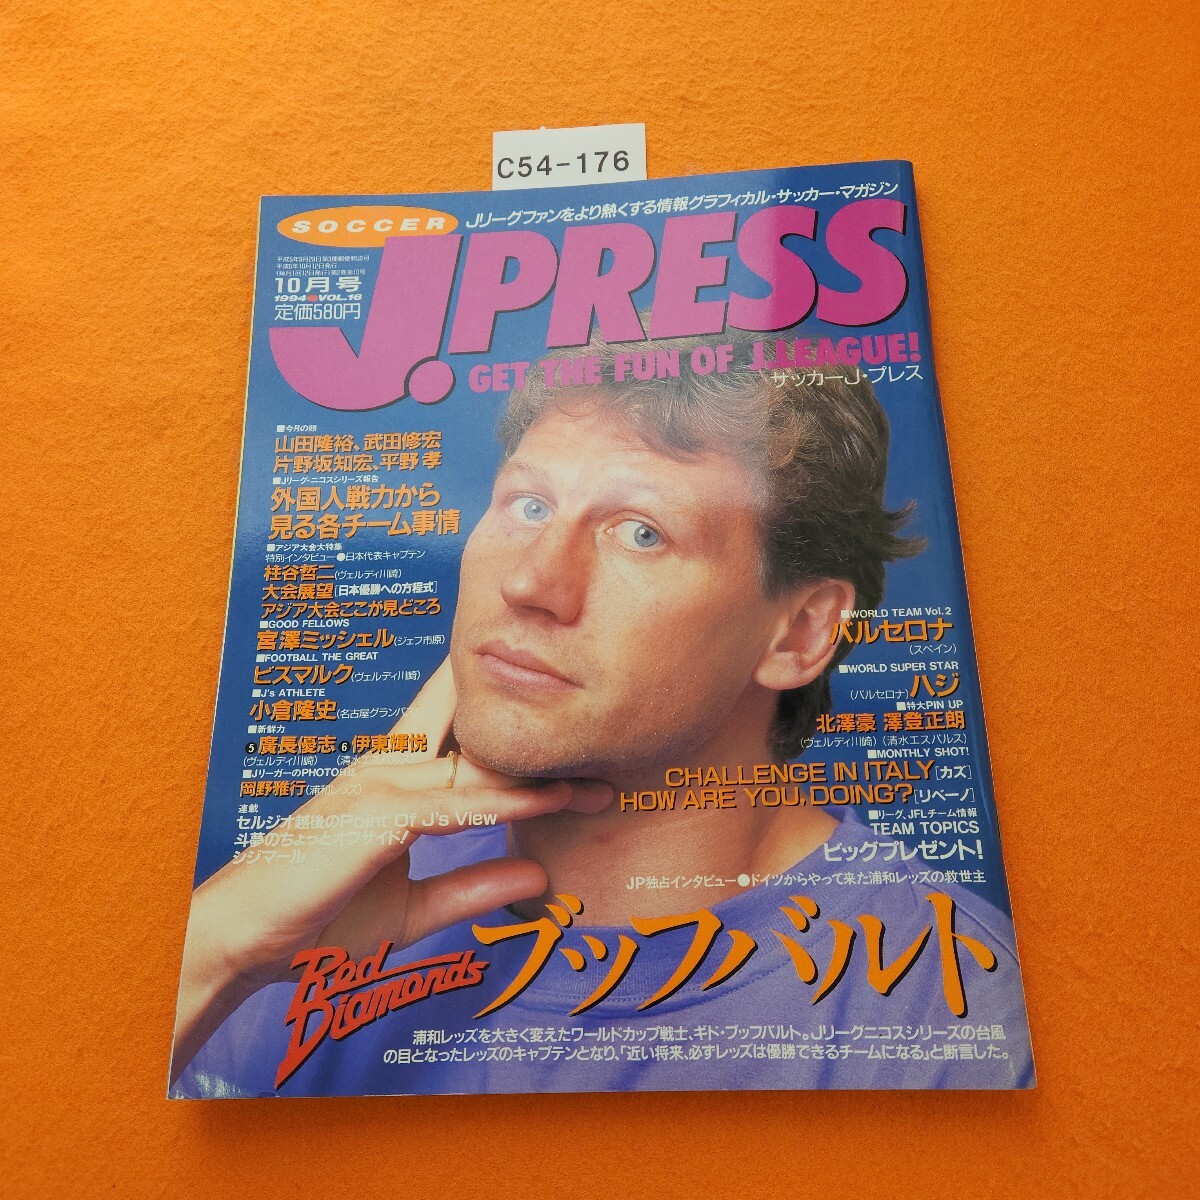 C54-176
SOCCER
Jリーグファンをより熱くする情報グラフィカル・サッカー・マガジン
J.PRESS
GET THE FUN OF J.LEAGUE!
サッカーJ・プレス
10月号
1994●VOL.16
定価580円
■今月の顔
山田隆裕、武田修宏
片野坂知宏、平野 孝
■Jリーグ・ニコスシリーズ報告
外国人戦力から
見る各チーム事情
■アジア大会大特集
特別インタビュー●日本代表キャプテン
柱谷哲二(ヴェルディ川崎)
大会展望[日本優勝への方程式]
アジア大会ここが見どころ
■GOOD FELLOWS
宮澤ミッシェル(ジェフ市原)
■FOOTBALL THE GREAT
ビスマルク(ヴェルディ川崎)
■J's ATHLETE
小倉隆史(名古屋グランパス)
■新鮮力
5 廣長優志 6 伊東輝悦
(ヴェルディ川崎) (清水エスパルス)
■JリーガーのPHOTO日誌
岡野雅行(浦和レッズ)
連載
セルジオ越後のPoint Of J's View
斗夢のちょっとオフサイド!
シジマール
■WORLD TEAM Vol.2
バルセロナ
(スペイン)
■WORLD SUPER STAR
(バルセロナ)ハジ
■特大PIN UP
北澤豪 澤登正朗
(ヴェルディ川崎) (清水エスパルス)
■MONTHLY SHOT!
CHALLENGE IN ITALY[カズ]
HOW ARE YOU, DOING?[リベーノ]
■Jリーグ、JFLチーム情報
TEAM TOPICS
ビッグプレゼント!
JP独占インタビュー●ドイツからやって来た浦和レッズの救世主
Red Diamonds
ブッフバルト
浦和レッズを大きく変えたワールドカップ戦士、ギド・ブッフバルト。Jリーグニコスシリーズの台風
の目となったレッズのキャプテンとなり、「近い将来、必ずレッズは優勝できるチームになる」と断言した。